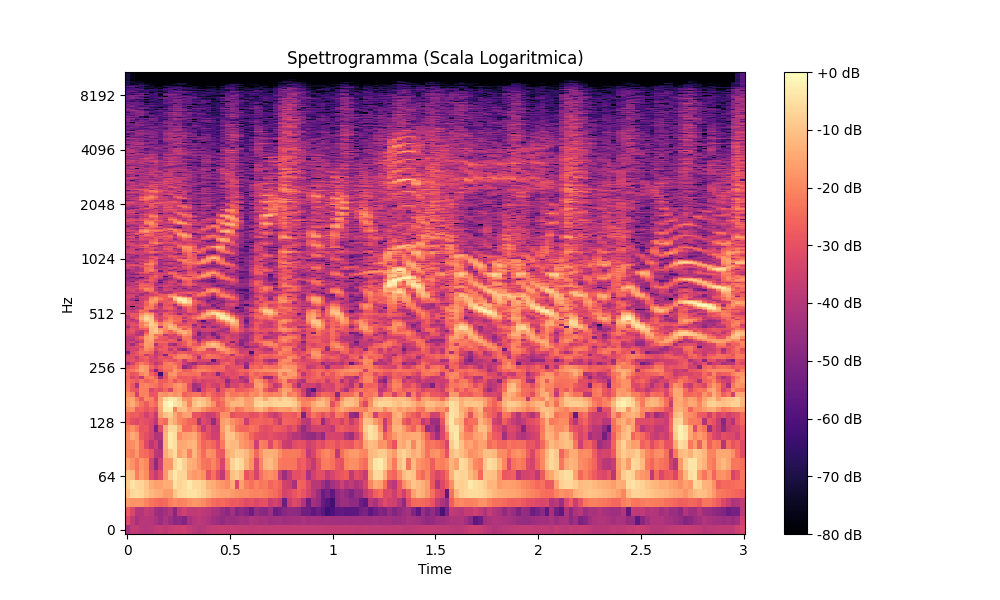 Spettrogramma (Scala Logaritmica)
Hz
8192
4096
2048
1024
512
256
128
64
0
0
0.5
1
1.5
2
2.5
3
Time
+0 dB
-10 dB
-20 dB
-30 dB
-40 dB
-50 dB
-60 dB
-70 dB
-80 dB